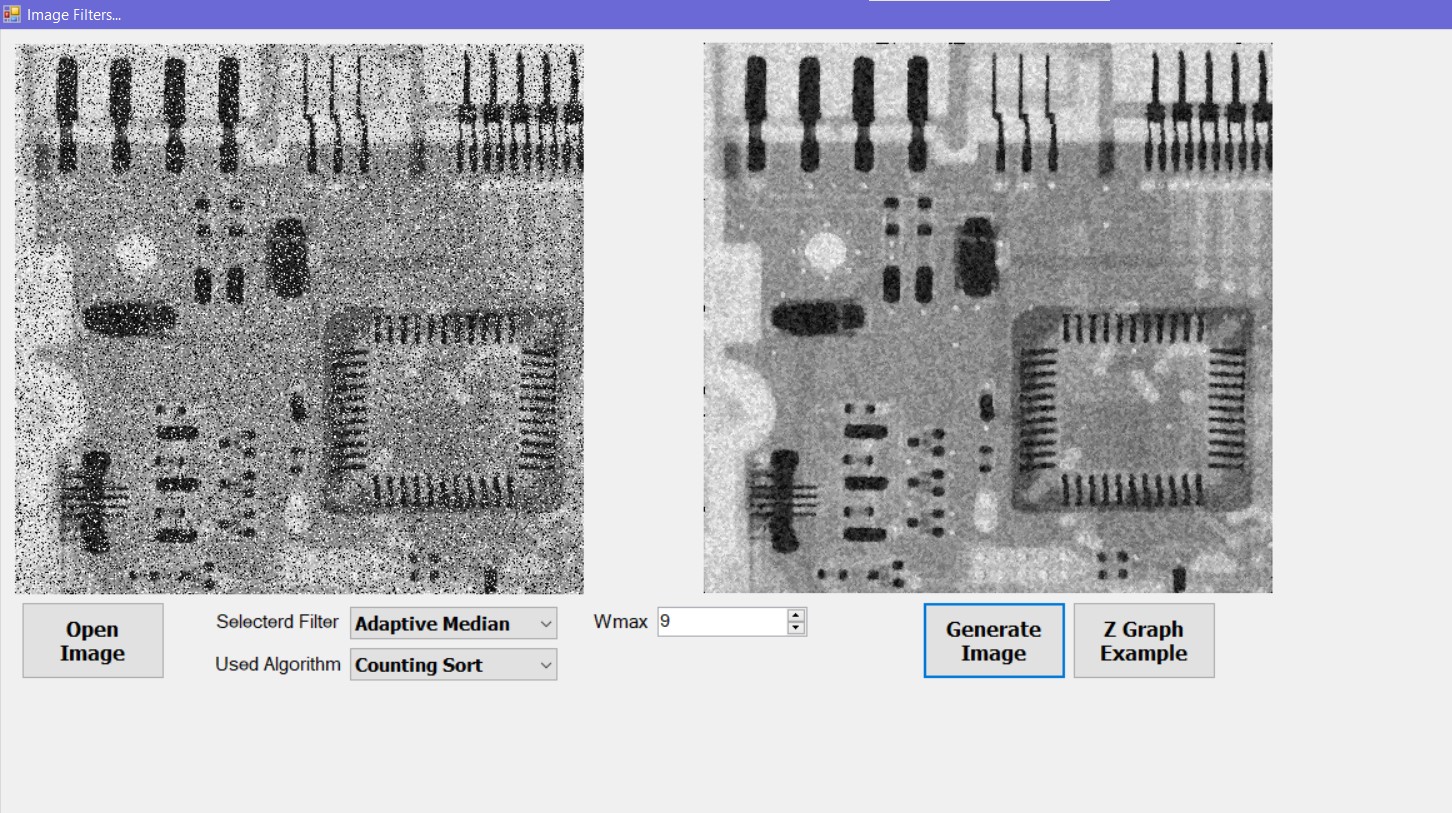 Image Filters...
Open
Image
Selecterd Filter
Adaptive Median
Wmax
9
Used Algorithm
Counting Sort
Generate
Image
Z Graph
Example